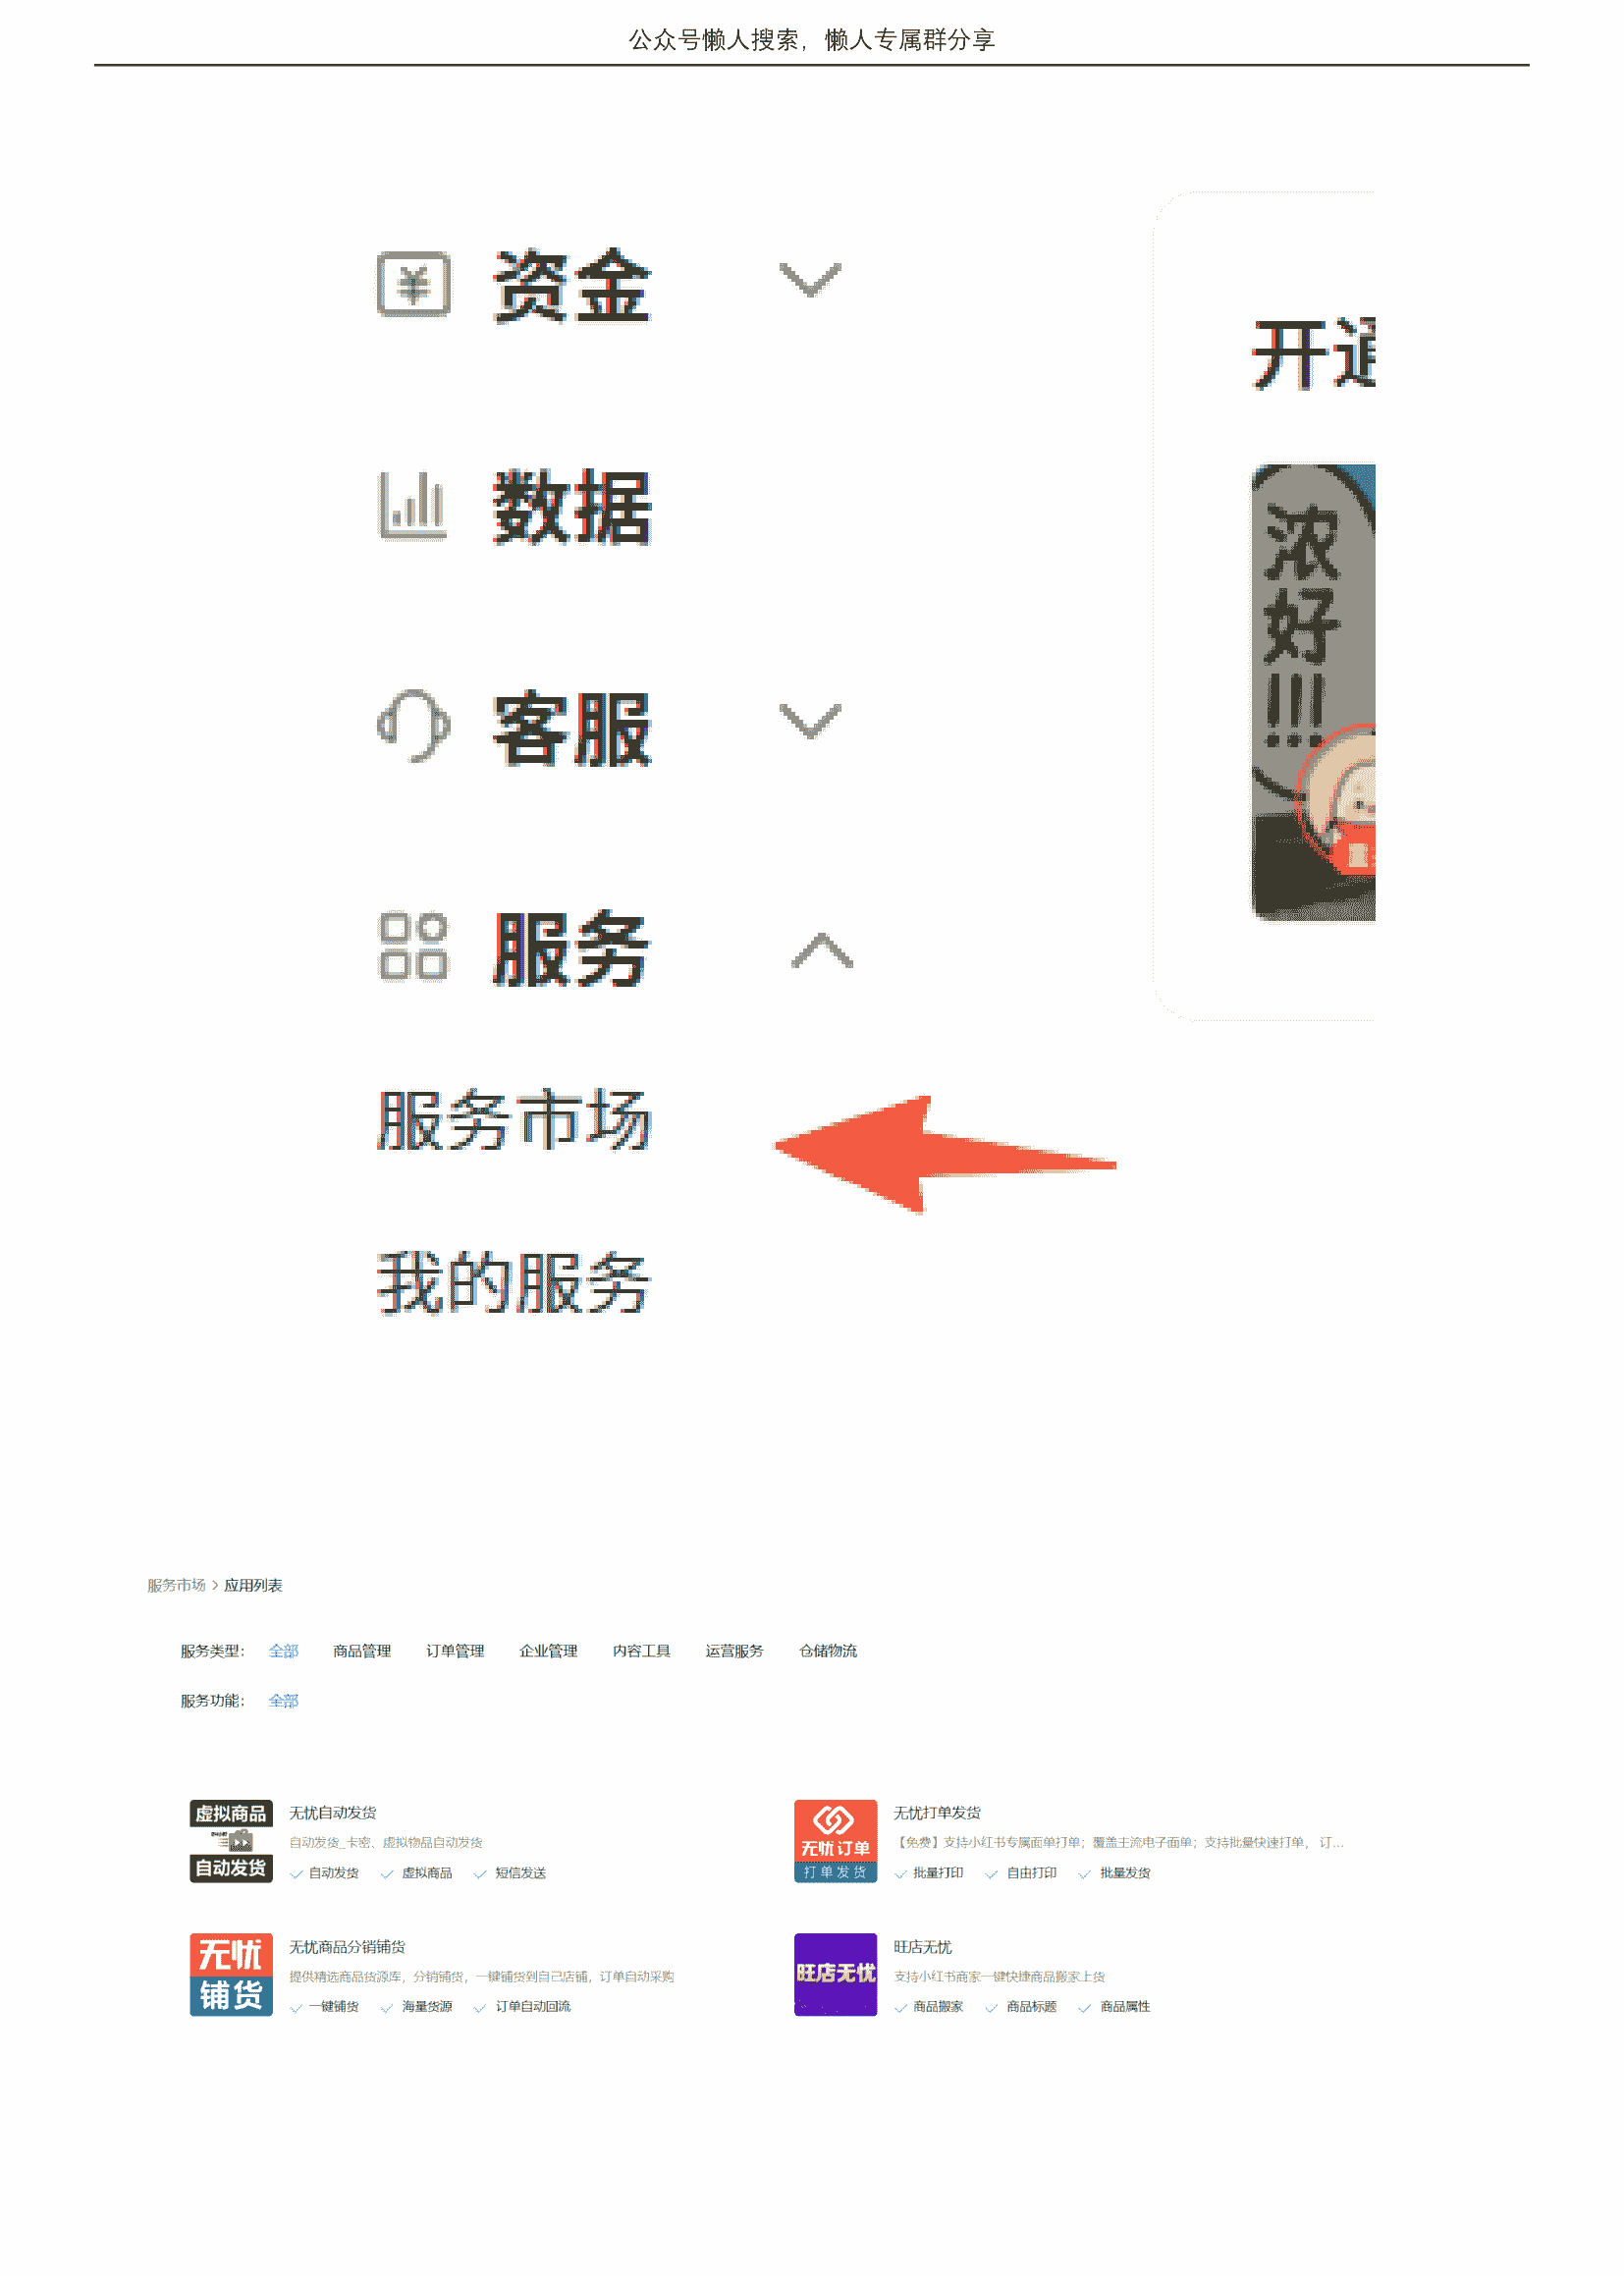 公众号懒人搜索，懒人专属群分享
资金
开通
数据
浓
好
!!!
客服
服务
服务市场
我的服务
服务市场 > 应用列表
服务类型： 全部 商品管理 订单管理 企业管理 内容工具 运营服务 仓储物流
服务功能： 全部
虚拟商品
自动发货
无忧自动发货
自动发货_卡密、虚拟物品自动发货
自动发货 虚拟商品 短信发送
无忧订单
打单发货
无忧打单发货
【免费】支持小红书专属面单打单；覆盖主流电子面单；支持批量快速打单，订...
批量打印 自由打印 批量发货
无忧
铺货
无忧商品分销铺货
提供精选商品货源库，分销铺货，一键铺货到自己店铺，订单自动采购
一键铺货 海量货源 订单自动回流
旺店无忧
旺店无忧
支持小红书商家一键快捷商品搬家上货
商品搬家 商品标题 商品属性